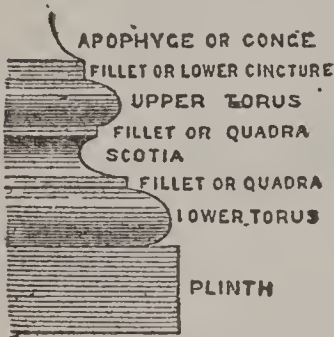 APOPHYGE OR CONGE
FILLET OR LOWER CINCTURE
UPPER TORUS
FILLET OR QUADRA
SCOTIA
FILLET OR QUADRA
LOWER TORUS
PLINTH